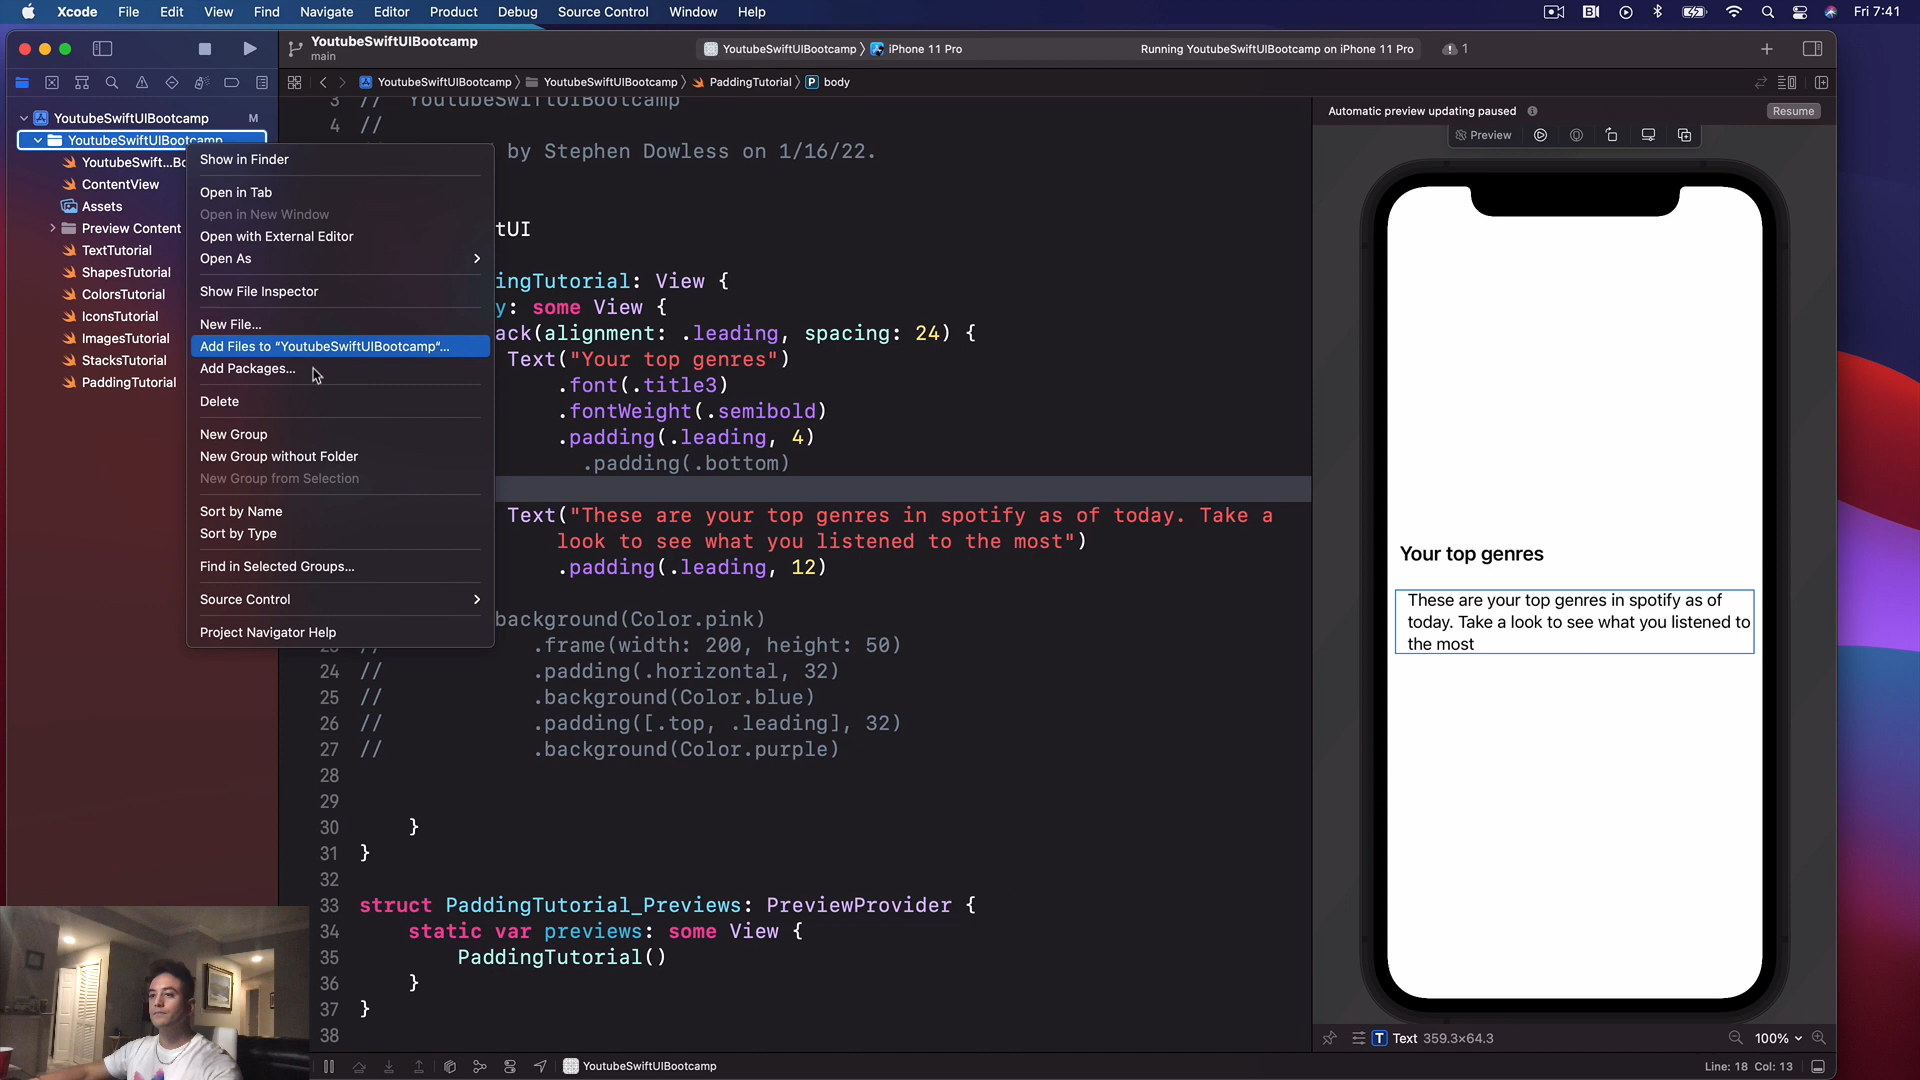 Xcode File Edit View Find Navigate Editor Product Debug Source Control Window Help
Fri 7:41
YoutubeSwiftUIBootcamp
main
YoutubeSwiftUIBootcamp iPhone 11 Pro
Running YoutubeSwiftUIBootcamp on iPhone 11 Pro
1
YoutubeSwiftUIBootcamp YoutubeSwiftUIBootcamp PaddingTutorial P body
YoutubeSwiftUIBootcamp M
YoutubeSwiftUIBootcamp
YoutubeSwift...Bo
ContentView
Assets
Preview Content
TextTutorial
ShapesTutorial
ColorsTutorial
IconsTutorial
ImagesTutorial
StacksTutorial
PaddingTutorial
Show in Finder
Open in Tab
Open in New Window
Open with External Editor
Open As
Show File Inspector
New File...
Add Files to “YoutubeSwiftUIBootcamp“...
Add Packages...
Delete
New Group
New Group without Folder
New Group from Selection
Sort by Name
Sort by Type
Find in Selected Groups...
Source Control
Project Navigator Help
3 // YoutubeSwiftUIBootcamp
4 //
by Stephen Dowless on 1/16/22.
tUI
ingTutorial: View {
y: some View {
ack(alignment: .leading, spacing: 24) {
Text("Your top genres")
.font(.title3)
.fontWeight(.semibold)
.padding(.leading, 4)
.padding(.bottom)
Text("These are your top genres in spotify as of today. Take a
look to see what you listened to the most")
.padding(.leading, 12)
background(Color.pink)
23 // .frame(width: 200, height: 50)
24 // .padding(.horizontal, 32)
25 // .background(Color.blue)
26 // .padding([.top, .leading], 32)
27 // .background(Color.purple)
28
29
30 }
31 }
32
33 struct PaddingTutorial_Previews: PreviewProvider {
34 static var previews: some View {
35 PaddingTutorial()
36 }
37 }
38
Automatic preview updating paused
Resume
Preview
Your top genres
These are your top genres in spotify as of
today. Take a look to see what you listened to
the most
T Text 359.3×64.3
100%
YoutubeSwiftUIBootcamp
Line: 18 Col: 13